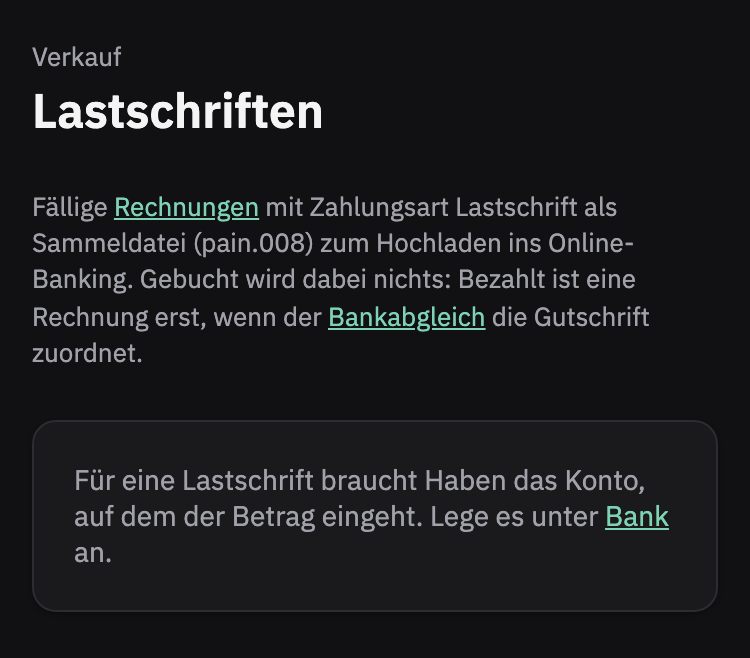 Verkauf
Lastschriften
Fällige Rechnungen mit Zahlungsart Lastschrift als
Sammeldatei (pain.008) zum Hochladen ins Online-
Banking. Gebucht wird dabei nichts: Bezahlt ist eine
Rechnung erst, wenn der Bankabgleich die Gutschrift
zuordnet.
Für eine Lastschrift braucht Haben das Konto,
auf dem der Betrag eingeht. Lege es unter Bank
an.